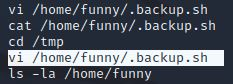 vi /home/funny/.backup.sh
cat /home/funny/.backup.sh
cd /tmp
vi /home/funny/.backup.sh
ls -la /home/funny